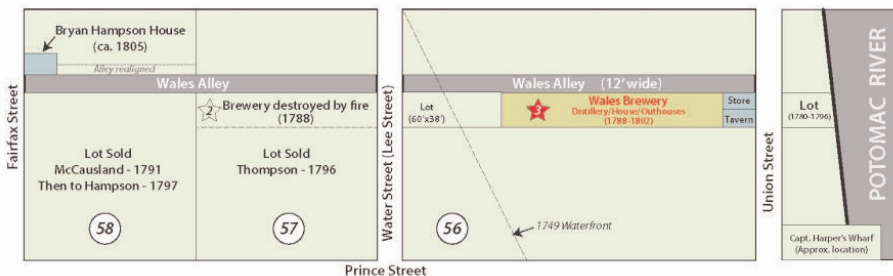 Bryan Hampson House
(ca. 1805)
Alley realigned
Wales Alley
Fairfax Street
2
Brewery destroyed by fire
(1788)
Lot Sold
McCausland - 1791
Then to Hampson - 1797
Lot Sold
Thompson - 1796
58
57
Water Street (Lee Street)
Wales Alley (12' wide)
Lot
(60'x38')
3
Wales Brewery
Distillery/House/Outhouses
(1788-1802)
Store
Tavern
1749 Waterfront
56
Prince Street
Union Street
Lot
(1780-1796)
Capt. Harper's Wharf
(Approx. location)
POTOMAC RIVER